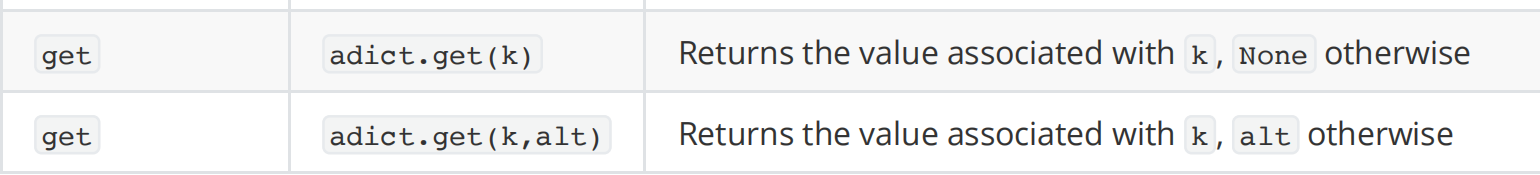 get adict.get(k) Returns the value associated with k, None otherwise
get adict.get(k,alt) Returns the value associated with k, alt otherwise